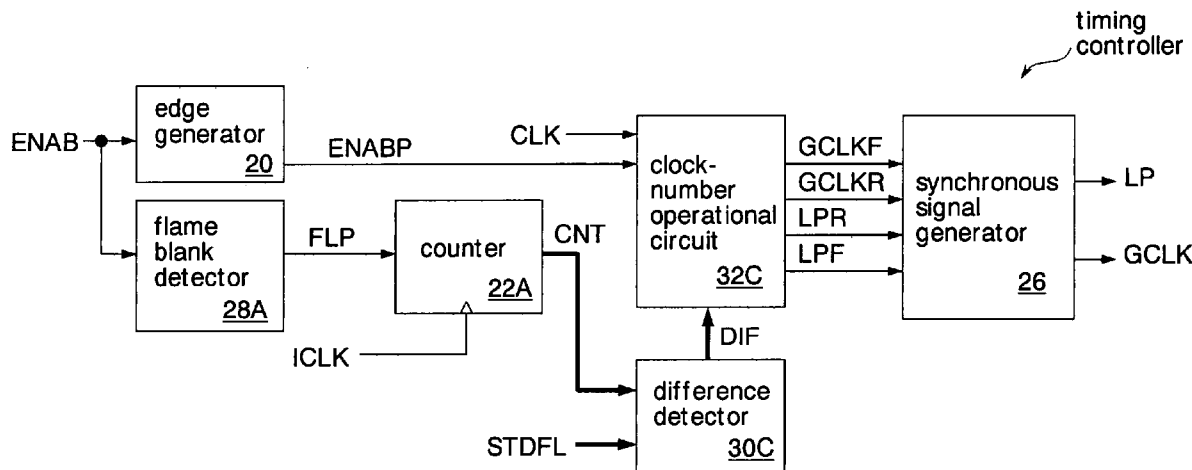 timing
controller
edge
generator
20
ENAB
ENABP
CLK
clock-
number
operational
circuit
32C
GCLKF
GCLKR
LPR
LPF
synchronous
signal
generator
26
LP
GCLK
flame
blank
detector
28A
FLP
counter
22A
CNT
ICLK
DIF
difference
detector
30C
STDFL